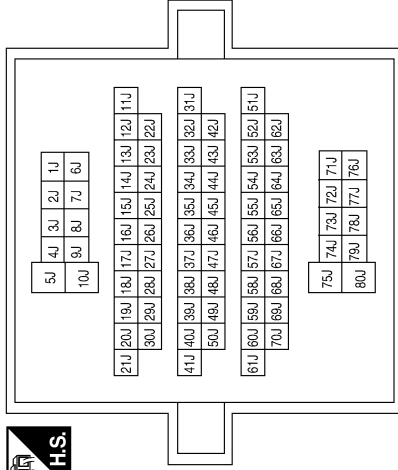 H.S.
5J 4J 3J 2J 1J
10J 9J 8J 7J 6J
21J 20J 19J 18J 17J 16J 15J 14J 13J 12J 11J
30J 29J 28J 27J 26J 25J 24J 23J 22J
41J 40J 39J 38J 37J 36J 35J 34J 33J 32J 31J
50J 49J 48J 47J 46J 45J 44J 43J 42J
61J 60J 59J 58J 57J 56J 55J 54J 53J 52J 51J
70J 69J 68J 67J 66J 65J 64J 63J 62J
75J 74J 73J 72J 71J
80J 79J 78J 77J 76J